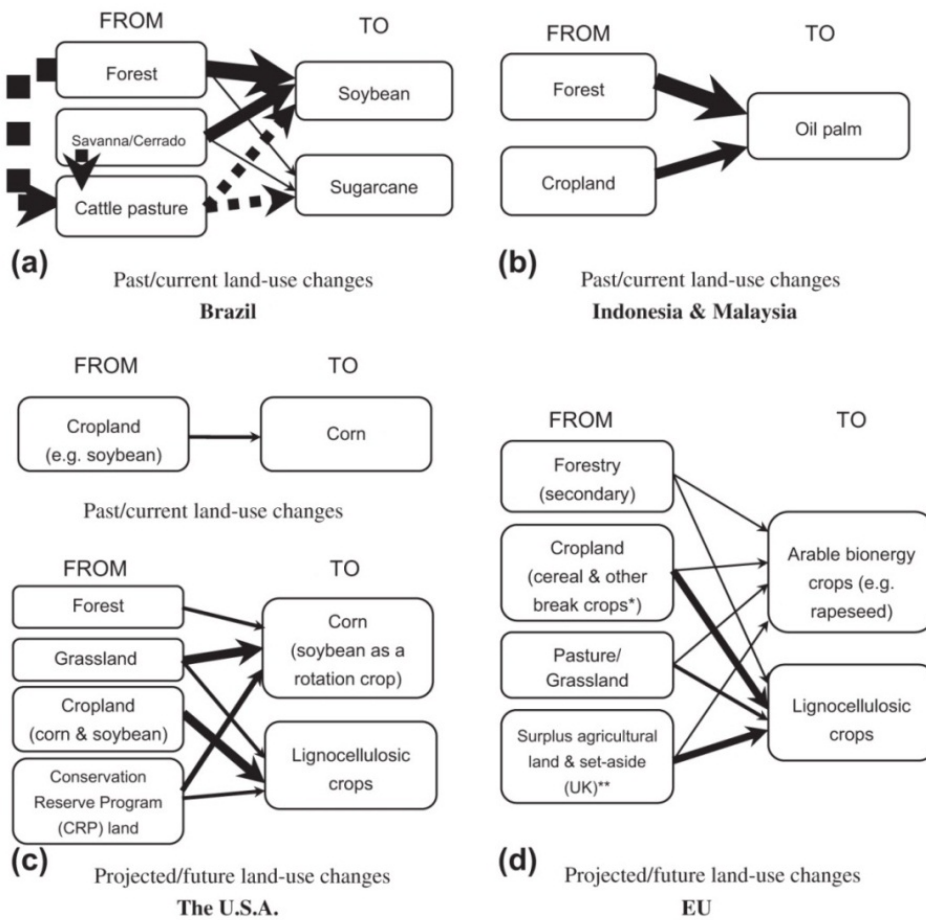 FROM
TO
Forest
Savanna/Cerrado
Cattle pasture
Soybean
Sugarcane
(a)
Past/current land-use changes
Brazil
FROM
TO
Forest
Cropland
Oil palm
(b)
Past/current land-use changes
Indonesia & Malaysia
FROM
TO
Cropland
(e.g. soybean)
Corn
Past/current land-use changes
FROM
TO
Forest
Grassland
Cropland
(corn & soybean)
Conservation
Reserve Program
(CRP) land
Corn
(soybean as a
rotation crop)
Lignocellulosic
crops
(c)
Projected/future land-use changes
The U.S.A.
FROM
TO
Forestry
(secondary)
Cropland
(cereal & other
break crops*)
Pasture/
Grassland
Surplus agricultural
land & set-aside
(UK)**
Arable bionergy
crops (e.g.
rapeseed)
Lignocellulosic
crops
(d)
Projected/future land-use changes
EU